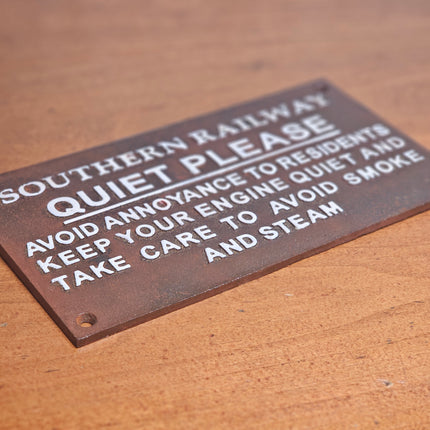 SOUTHERN RAILWAY
QUIET PLEASE
AVOID ANNOYANCE TO RESIDENTS
KEEP YOUR ENGINE QUIET AND
TAKE CARE TO AVOID SMOKE
AND STEAM